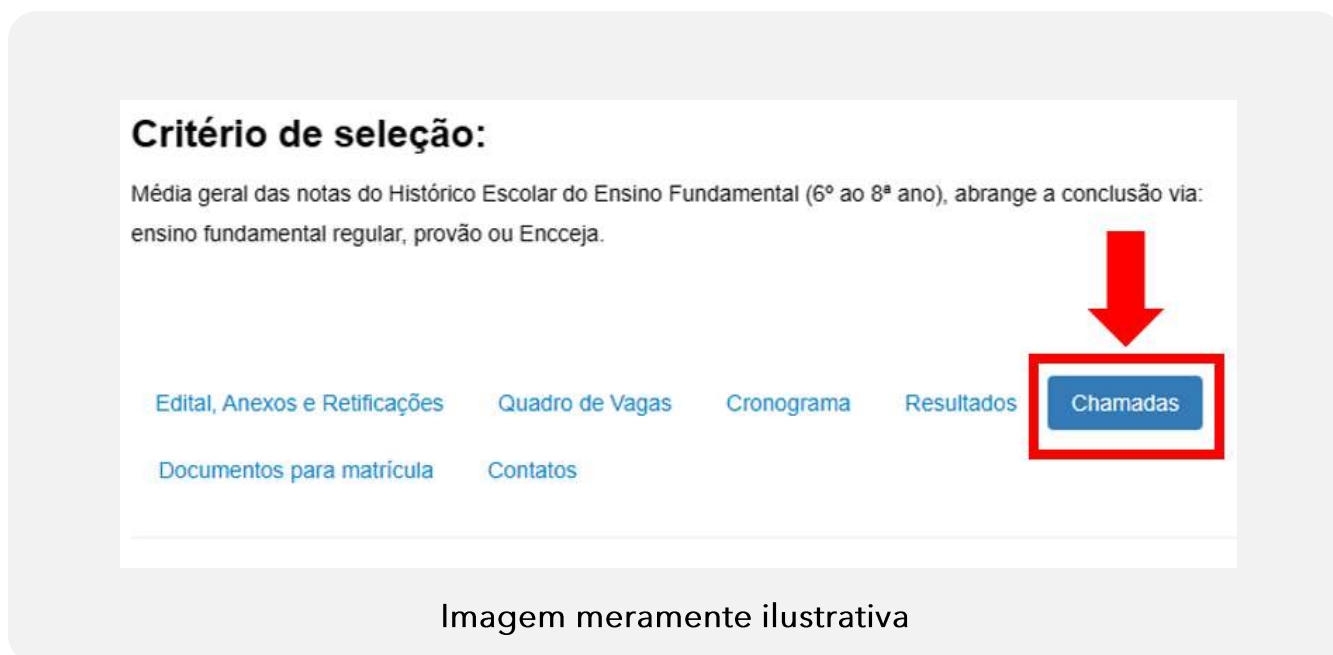 Critério de seleção:
Média geral das notas do Histórico Escolar do Ensino Fundamental (6º ao 8ª ano), abrange a conclusão via:
ensino fundamental regular, provão ou Encceja.
Edital, Anexos e Retificações Quadro de Vagas Cronograma Resultados Chamadas
Documentos para matrícula Contatos
Imagem meramente ilustrativa